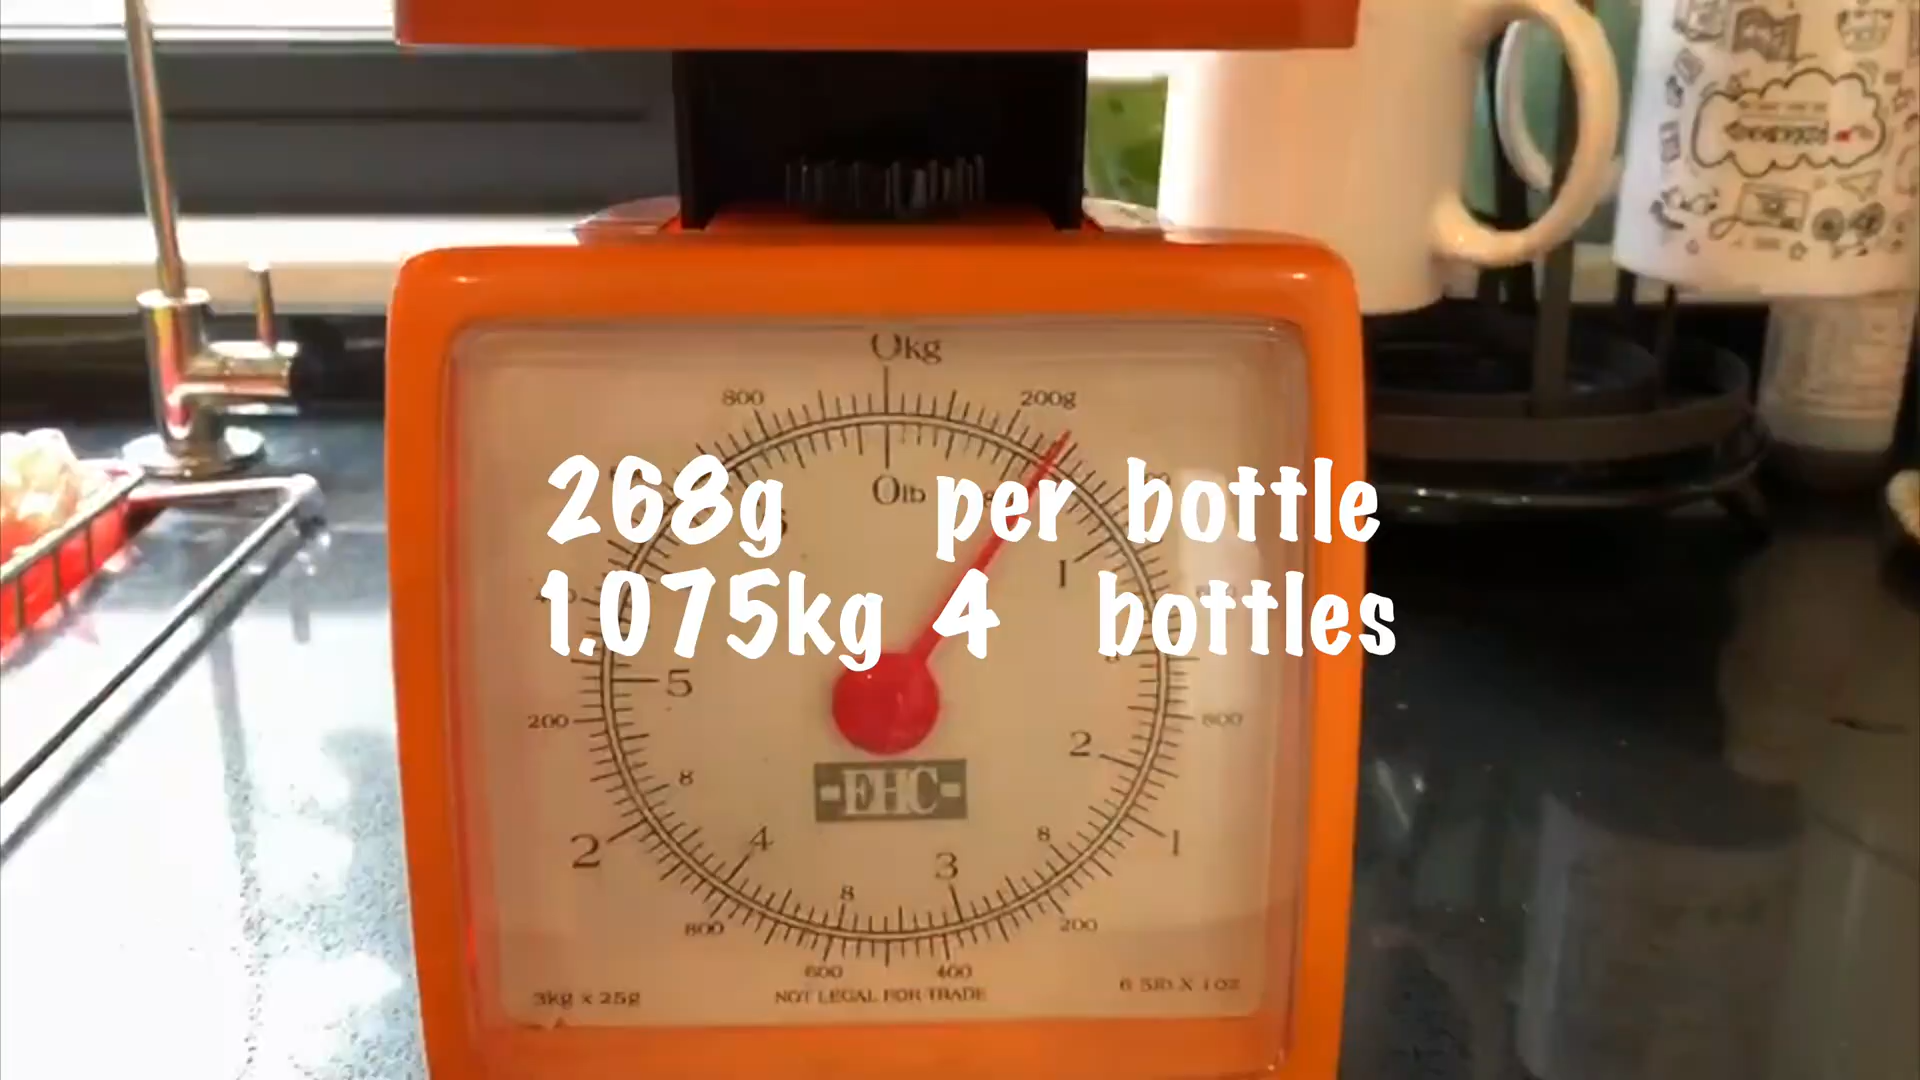 0kg
800
200g
268g per bottle
0lb
1
1.075kg 4 bottles
5
200
800
2
8
-EHC-
8
4
8
2
1
3
8
800
200
600
400
3kg x 25g
NOT LEGAL FOR TRADE
6.5lb X 1oz